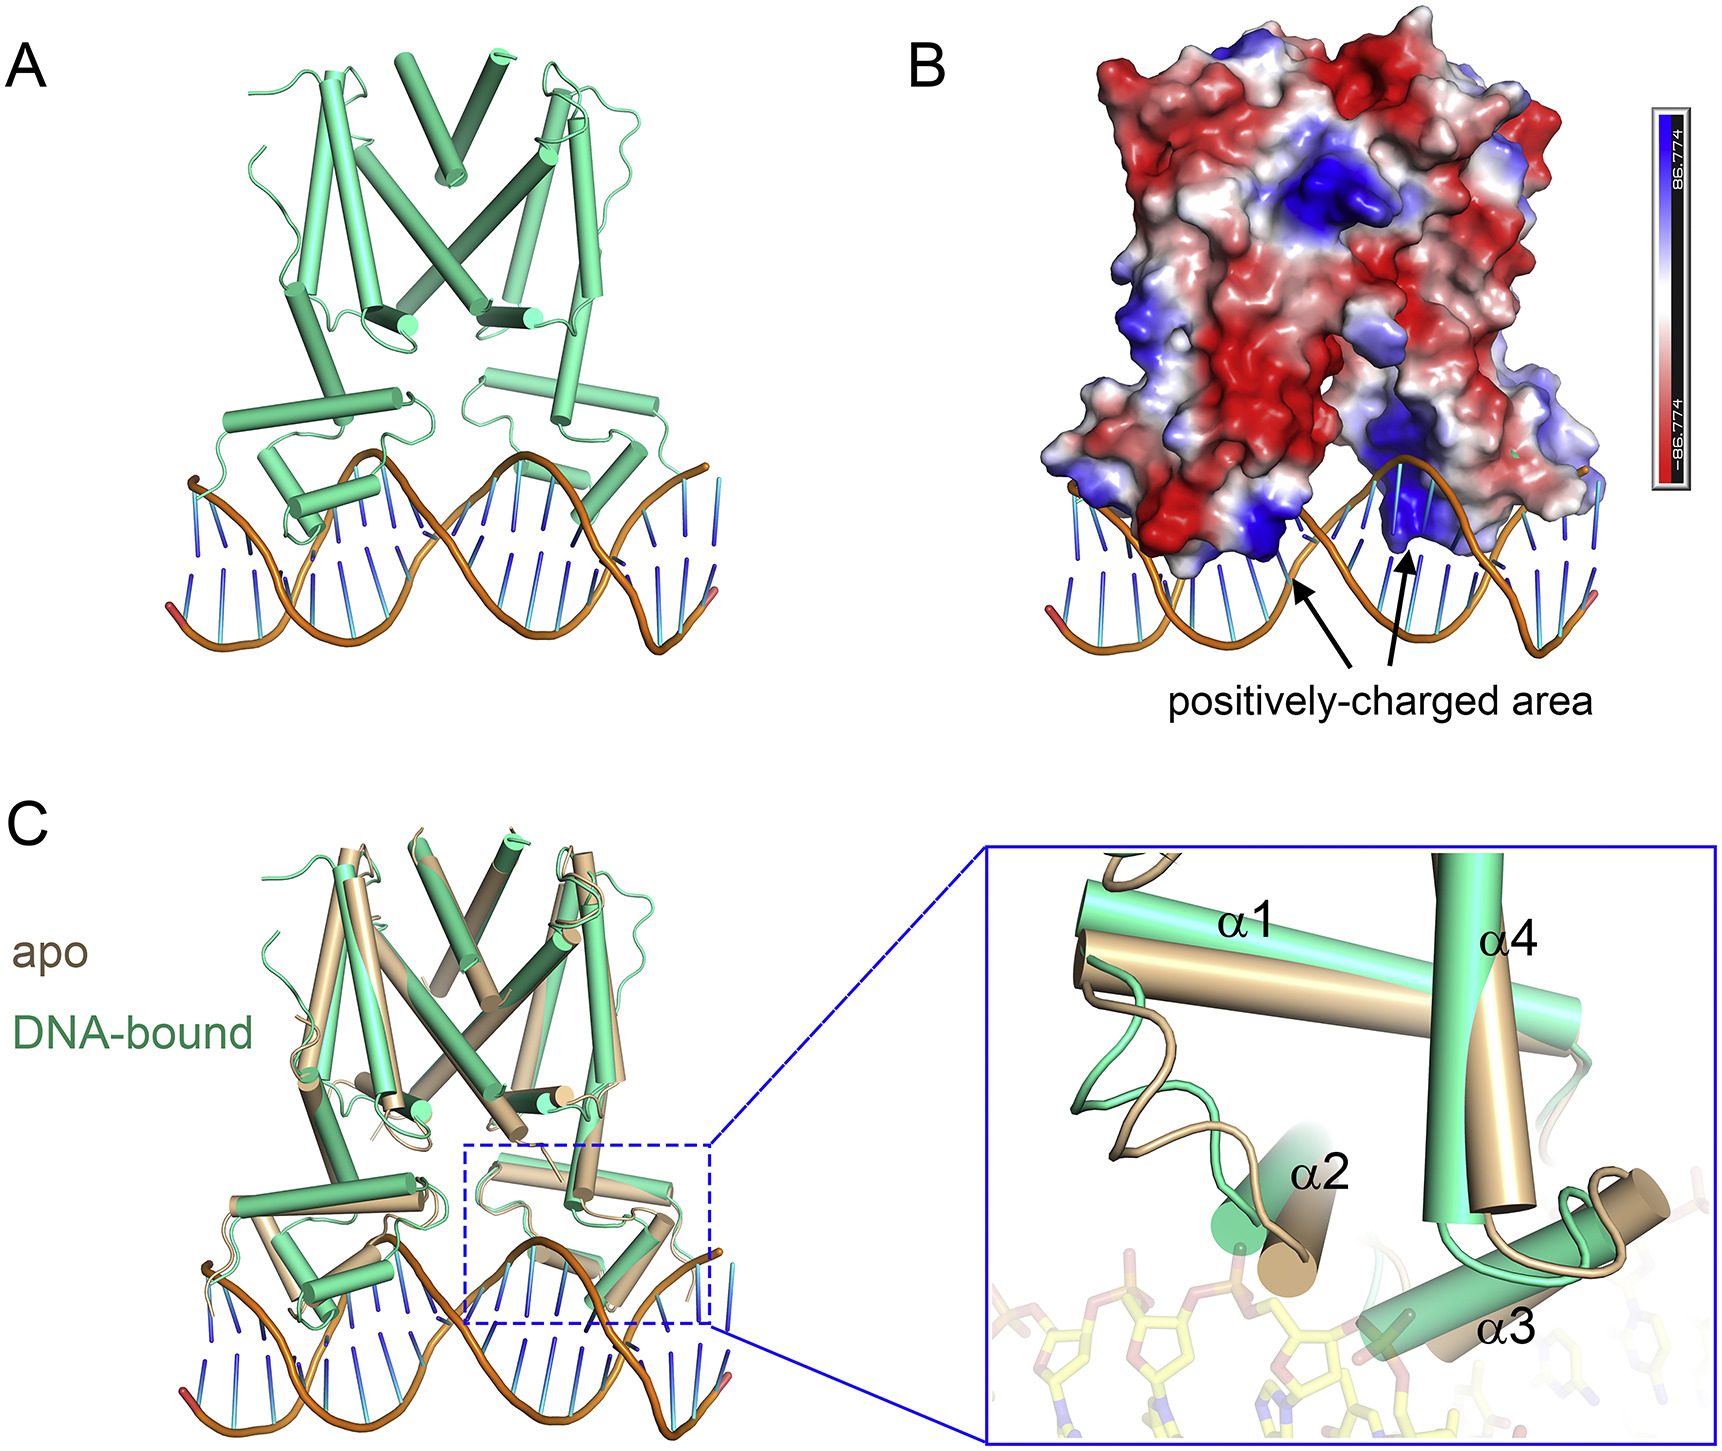 A
B
86.774
-86.774
positively-charged area
C
apo
DNA-bound
α1
α4
α2
α3